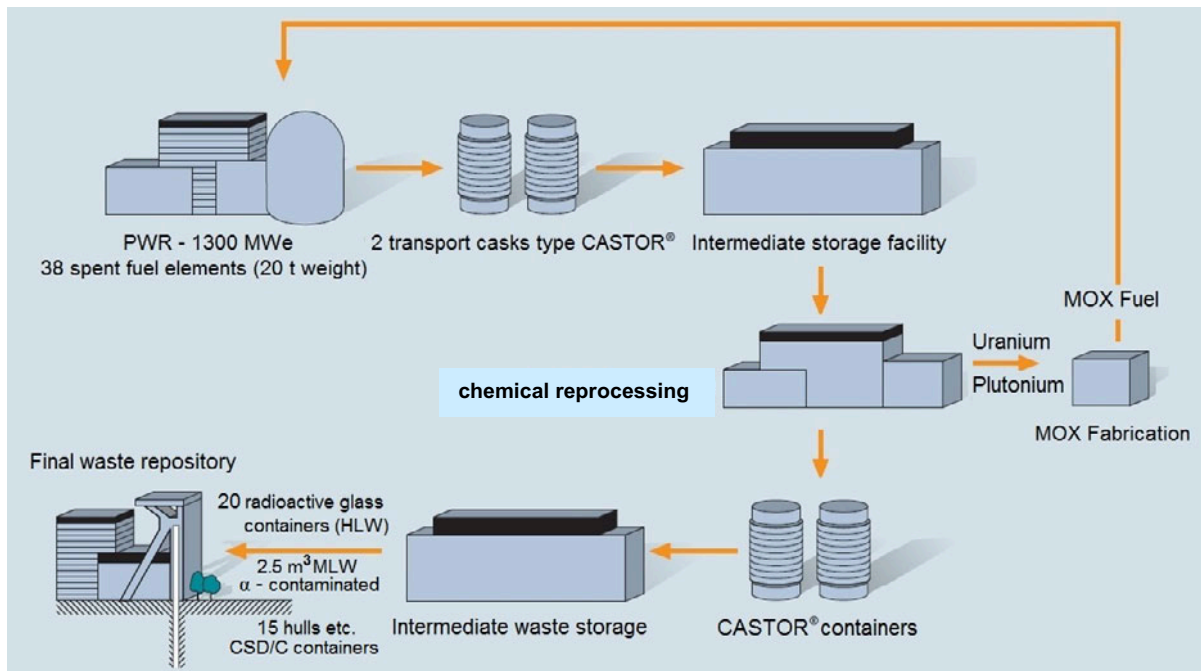 PWR - 1300 MWe
38 spent fuel elements (20 t weight)
2 transport casks type CASTOR®
Intermediate storage facility
MOX Fuel
Uranium
Plutonium
MOX Fabrication
chemical reprocessing
Final waste repository
20 radioactive glass
containers (HLW)
2.5 m³ MLW
α - contaminated
15 hulls etc.
CSD/C containers
Intermediate waste storage
CASTOR® containers